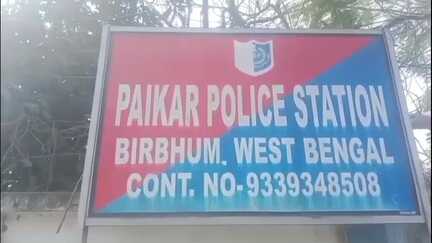 PAIKAR POLICE STATION
BIRBHUM, WEST BENGAL
CONT. NO-9339348508